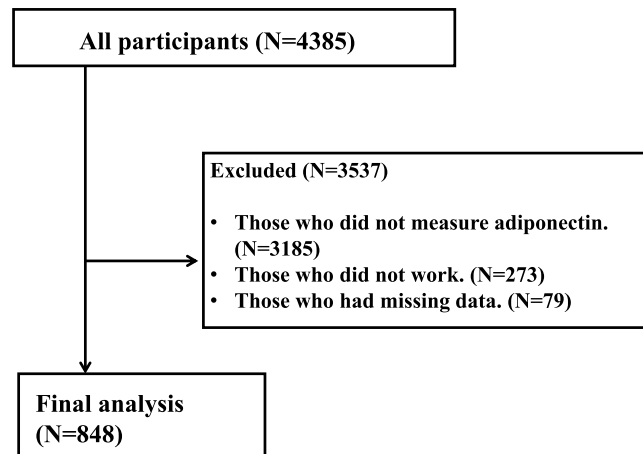 All participants (N=4385)
Excluded (N=3537)
• Those who did not measure adiponectin.
(N=3185)
• Those who did not work. (N=273)
• Those who had missing data. (N=79)
Final analysis
(N=848)